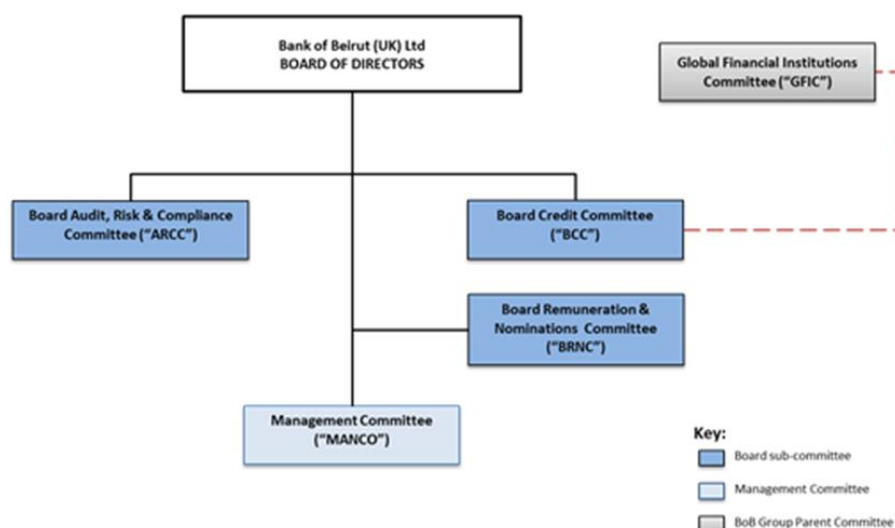 Bank of Beirut (UK) Ltd
BOARD OF DIRECTORS
Global Financial Institutions
Committee ("GFIC")
Board Audit, Risk & Compliance
Committee ("ARCC")
Board Credit Committee
("BCC")
Board Remuneration &
Nominations Committee
("BRNC")
Management Committee
("MANCO")
Key:
Board sub-committee
Management Committee
BoB Group Parent Committee